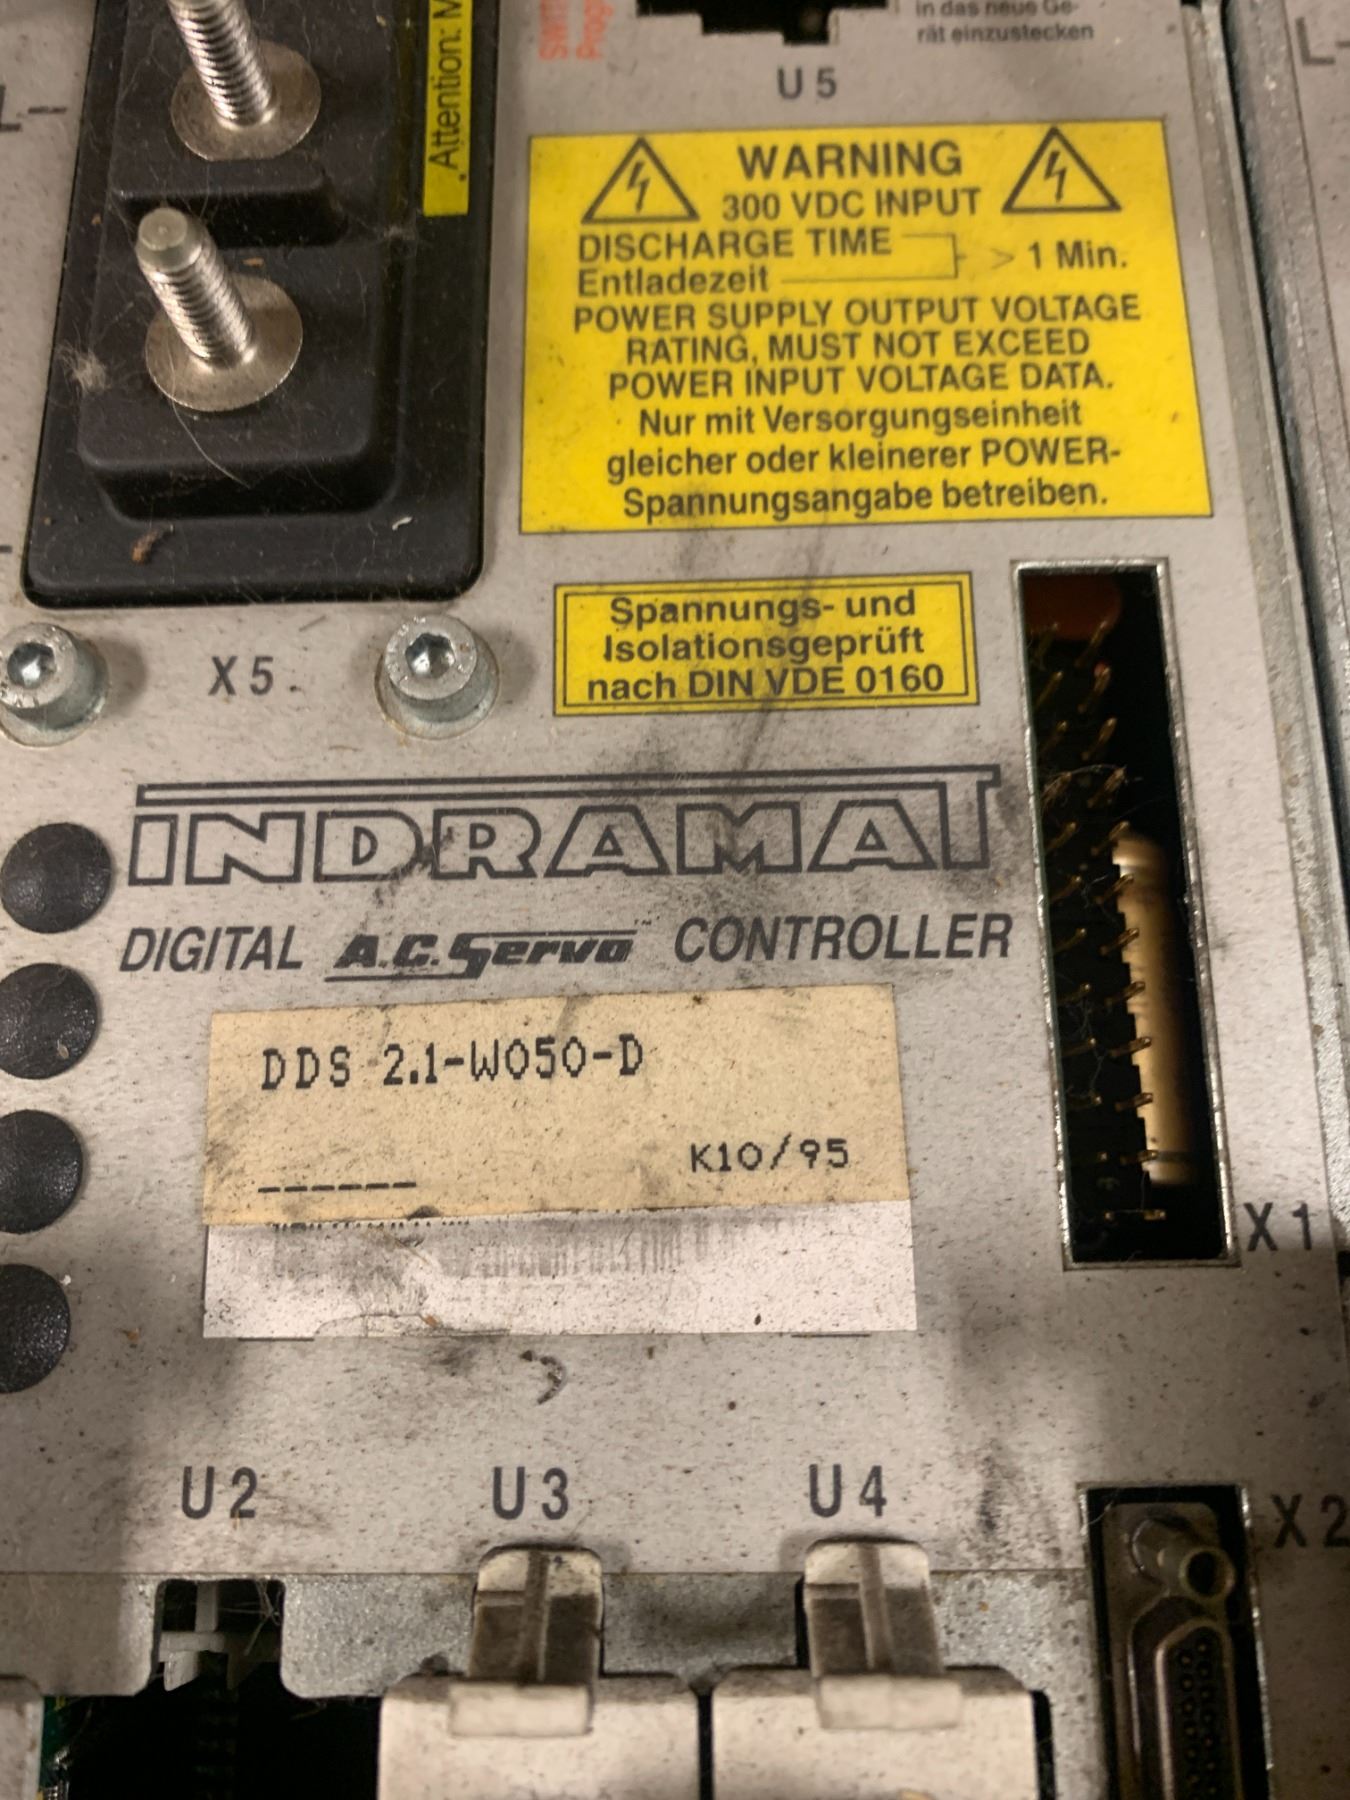 L-
Attention: M
SWIT
Prog
in das neue Ge-
rät einzustecken
L-
U5
WARNING
300 VDC INPUT
DISCHARGE TIME
Entladezeit
> 1 Min.
POWER SUPPLY OUTPUT VOLTAGE
RATING, MUST NOT EXCEED
POWER INPUT VOLTAGE DATA.
Nur mit Versorgungseinheit
gleicher oder kleinerer POWER-
Spannungsangabe betreiben.
Spannungs- und
Isolationsgeprüft
nach DIN VDE 0160
X5
INDRAMAT
DIGITAL A.C. Servo™ CONTROLLER
DDS 2.1-W050-D
K10/95
------
X1
U2 U3 U4
X2